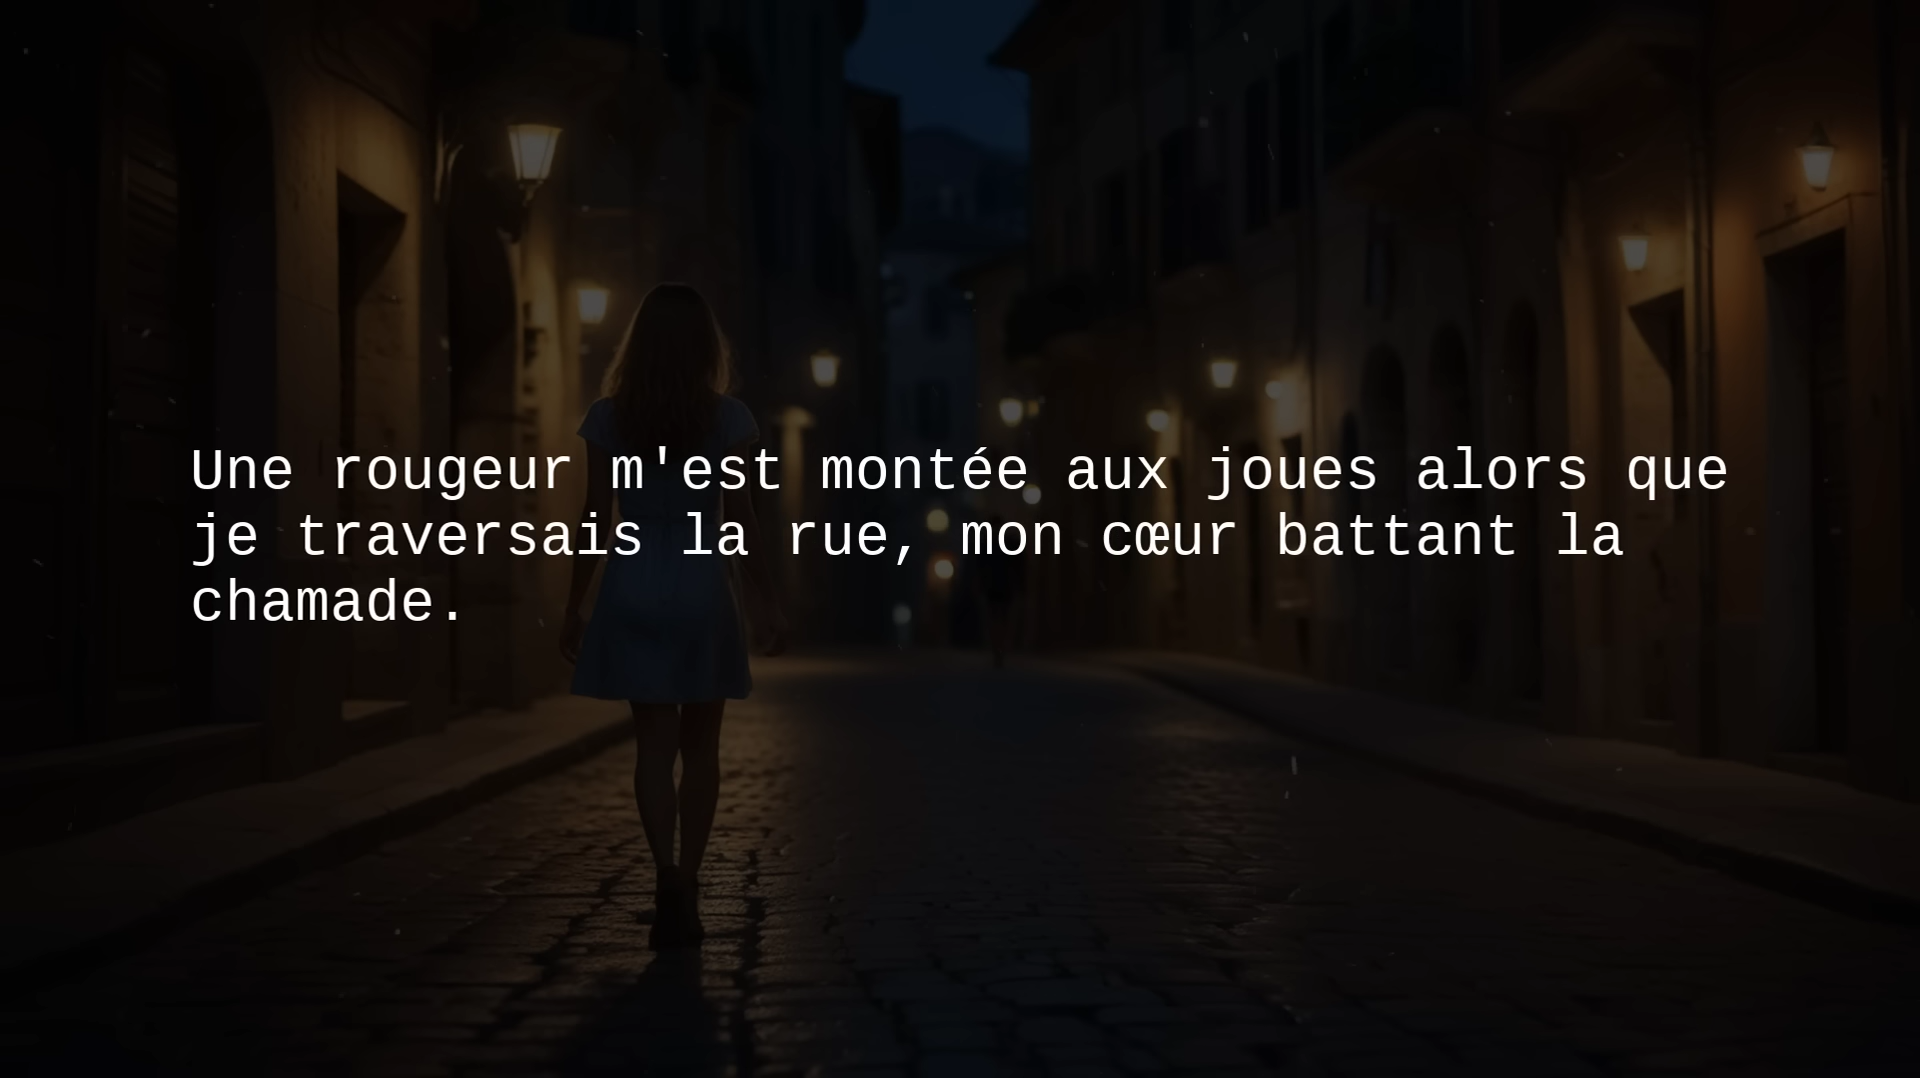 Une rougeur m'est montée aux joues alors que
je traversais la rue, mon cœur battant la
chamade.